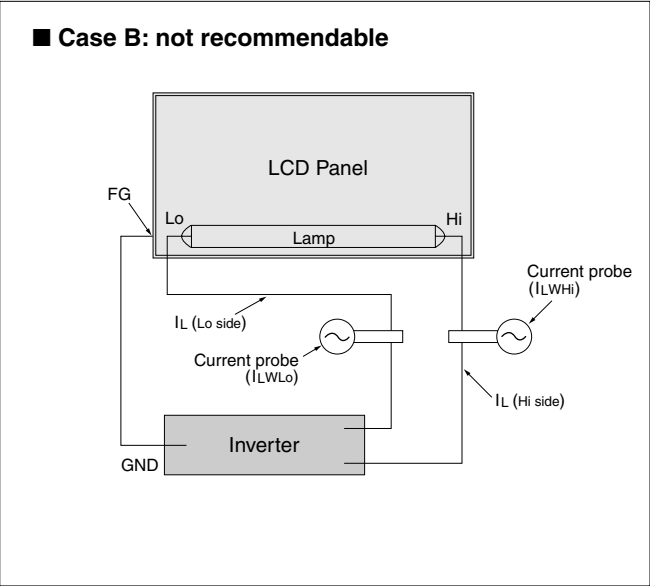 ■ Case B: not recommendable
LCD Panel
FG
Lo
Hi
Lamp
Current probe
(ILWHi)
IL (Lo side)
Current probe
(ILWLo)
IL (Hi side)
Inverter
GND